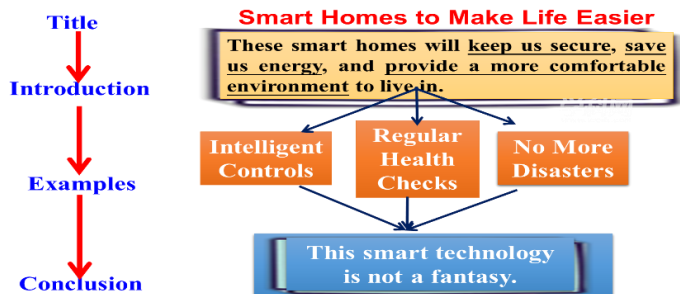 Title
Smart Homes to Make Life Easier
These smart homes will keep us secure, save
us energy, and provide a more comfortable
environment to live in.
Introduction
Intelligent
Controls
Regular
Health
Checks
No More
Disasters
Examples
This smart technology
is not a fantasy.
Conclusion